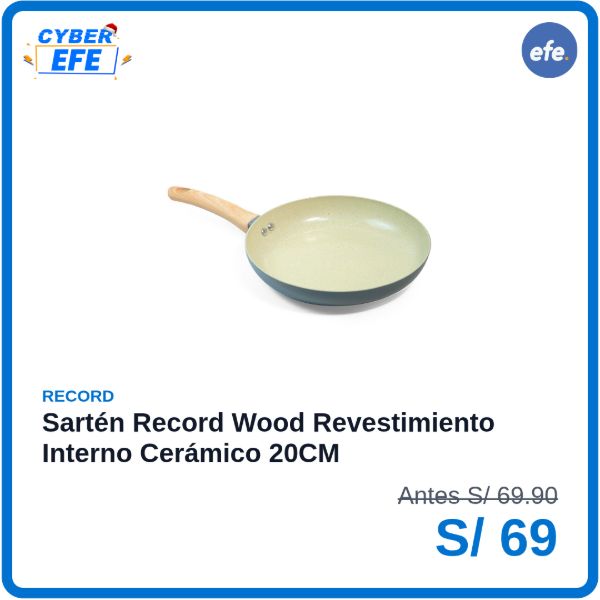 CYBER
EFE
efe.
RECORD
Sartén Record Wood Revestimiento
Interno Cerámico 20CM
Antes S/ 69.90
S/ 69